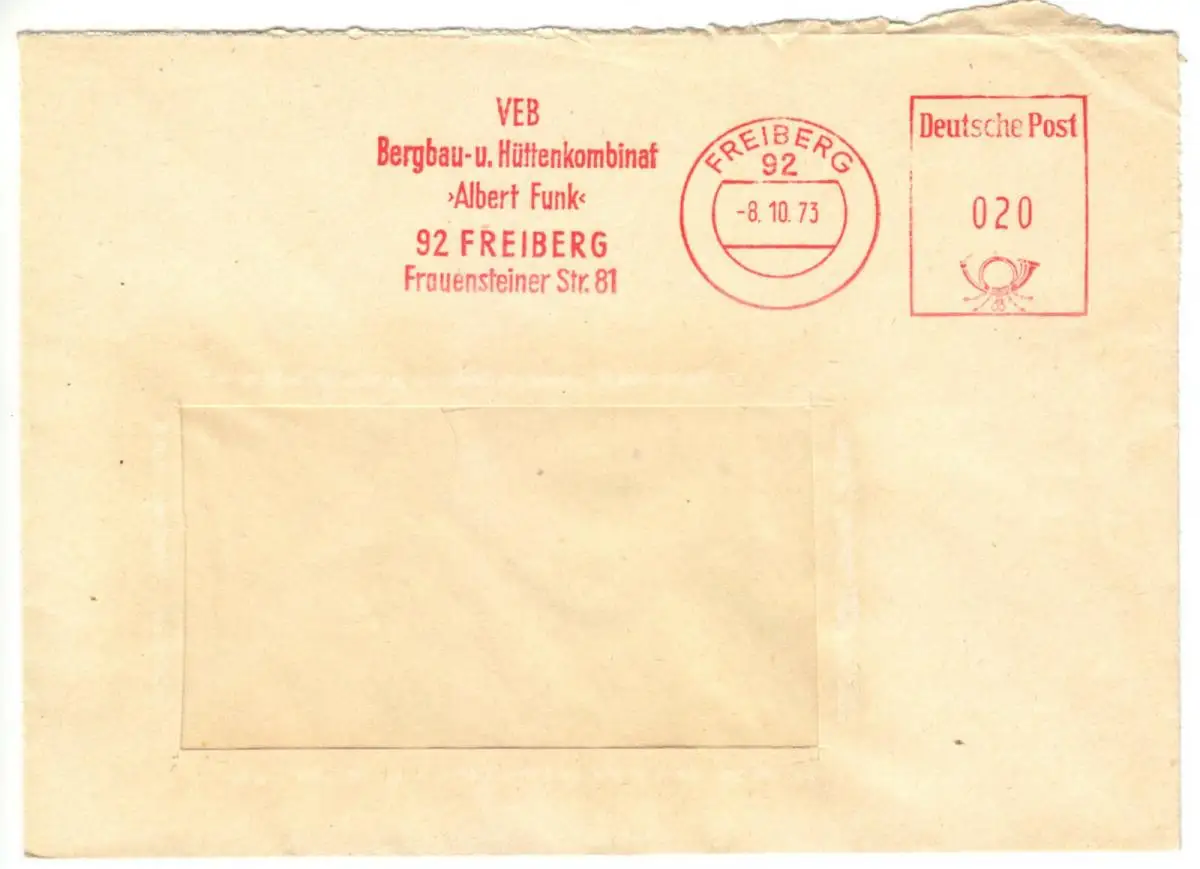 VEB
Bergbau-u. Hüttenkombinat
›Albert Funk‹
92 FREIBERG
Frauensteiner Str. 81
FREIBERG
92
-8. 10. 73
Deutsche Post
020